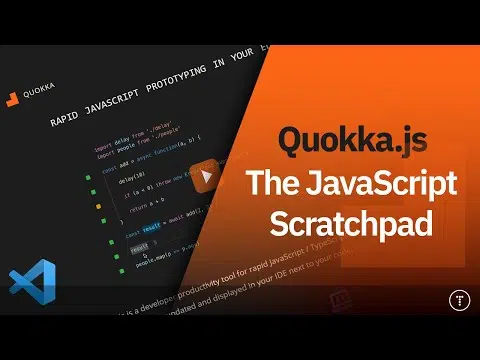 QUOKKA
RAPID JAVASCRIPT PROTOTYPING IN YOUR
import delay from './delay'
import people from './people'
const add = async function(a, b) {
delay(10)
if (a < 0) throw new
return a + b
const result = await add(2,
result
people.map(p => p.
is a developer productivity tool for rapid JavaScript /
updated and displayed in your IDE next to your code
Quokka.js
The JavaScript
Scratchpad